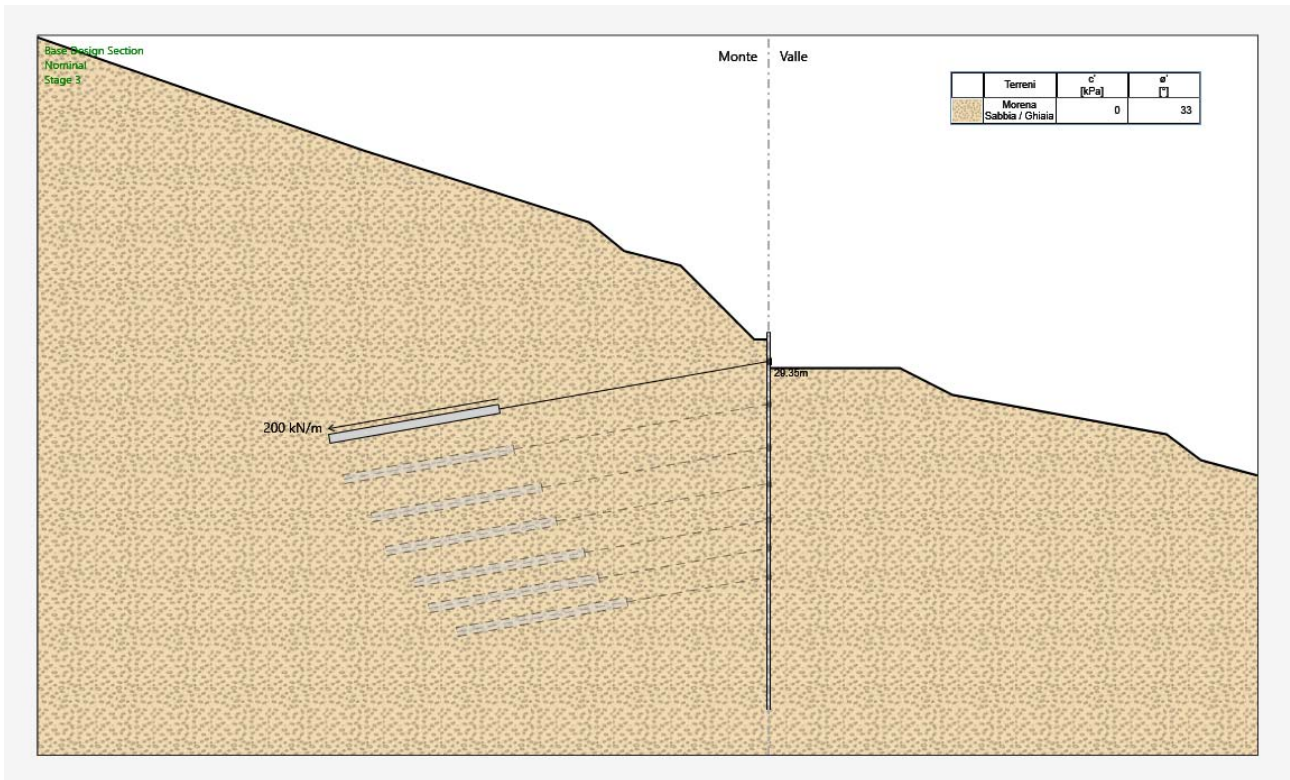 Base Design Section
Nominal
Stage 3
Monte
Valle
Terreni
c'
[kPa]
ø'
[°]
Morena
Sabbia / Ghiaia
0
33
29.35m
200 kN/m